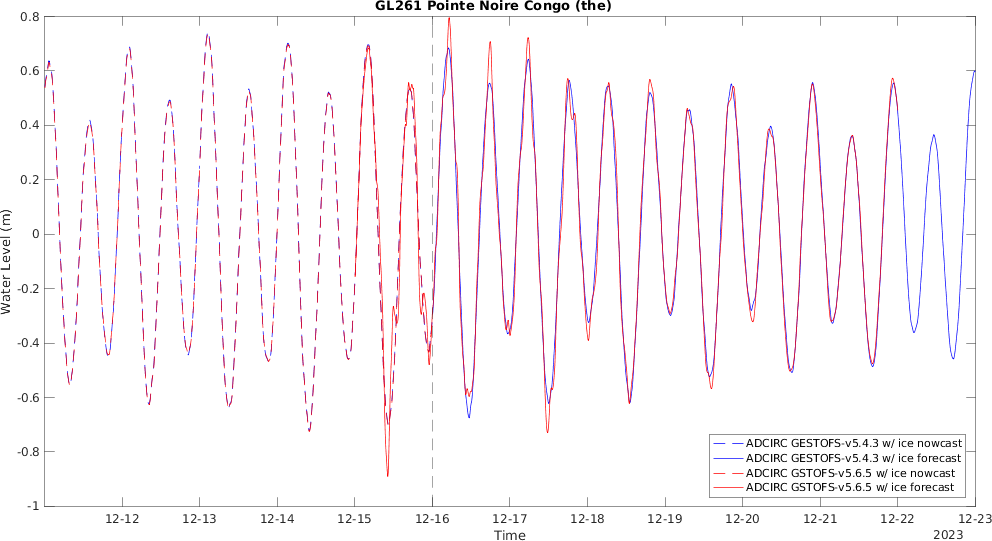 GL261 Pointe Noire Congo (the)
0.8
0.6
0.4
0.2
0
-0.2
-0.4
-0.6
-0.8
-1
Water Level (m)
ADCIRC GESTOFS-v5.4.3 w/ ice nowcast
ADCIRC GESTOFS-v5.4.3 w/ ice forecast
ADCIRC GSTOFS-v5.6.5 w/ ice nowcast
ADCIRC GSTOFS-v5.6.5 w/ ice forecast
12-12 12-13 12-14 12-15 12-16 12-17 12-18 12-19 12-20 12-21 12-22 12-23
Time
2023